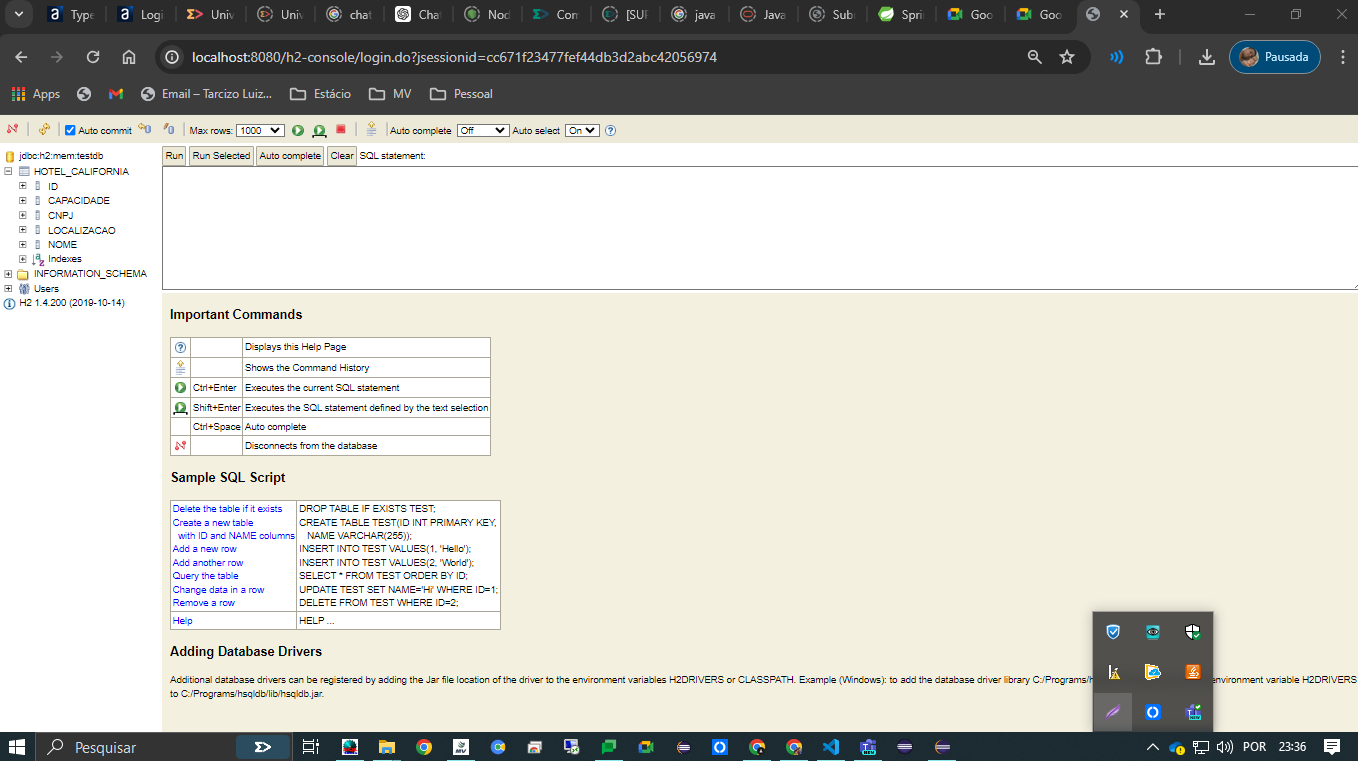 Type
Logi
Univ
Univ
chat
Chat
Nod
Com
[SUP
java
Java
Subs
Sprin
Goo
Goo
localhost:8080/h2-console/login.do?jsessionid=cc671f23477fef44db3d2abc42056974
Pausada
Apps
Email – Tarcizo Luiz...
Estácio
MV
Pessoal
Auto commit
Max rows: 1000
Auto complete Off
Auto select On
jdbc:h2:mem:testdb
HOTEL_CALIFORNIA
ID
CAPACIDADE
CNPJ
LOCALIZACAO
NOME
Indexes
INFORMATION_SCHEMA
Users
H2 1.4.200 (2019-10-14)
Run Run Selected Auto complete Clear SQL statement:
Important Commands
Displays this Help Page
Shows the Command History
Ctrl+Enter Executes the current SQL statement
Shift+Enter Executes the SQL statement defined by the text selection
Ctrl+Space Auto complete
Disconnects from the database
Sample SQL Script
Delete the table if it exists DROP TABLE IF EXISTS TEST;
Create a new table CREATE TABLE TEST(ID INT PRIMARY KEY,
with ID and NAME columns NAME VARCHAR(255));
Add a new row INSERT INTO TEST VALUES(1, 'Hello');
Add another row INSERT INTO TEST VALUES(2, 'World');
Query the table SELECT * FROM TEST ORDER BY ID;
Change data in a row UPDATE TEST SET NAME='Hi' WHERE ID=1;
Remove a row DELETE FROM TEST WHERE ID=2;
Help HELP ...
Adding Database Drivers
Additional database drivers can be registered by adding the Jar file location of the driver to the environment variables H2DRIVERS or CLASSPATH. Example (Windows): to add the database driver library C:/Programs/ environment variable H2DRIVERS
to C:/Programs/hsqldb/lib/hsqldb.jar.
Pesquisar
POR
23:36